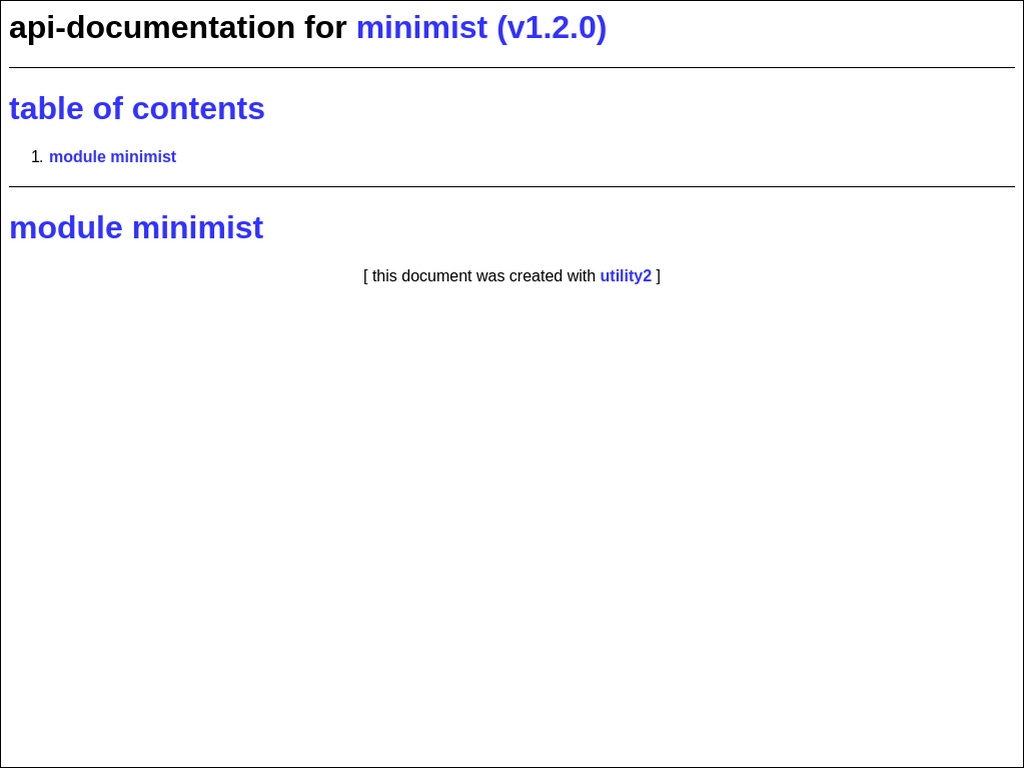 api-documentation for minimist (v1.2.0)
table of contents
1. module minimist
module minimist
[ this document was created with utility2 ]